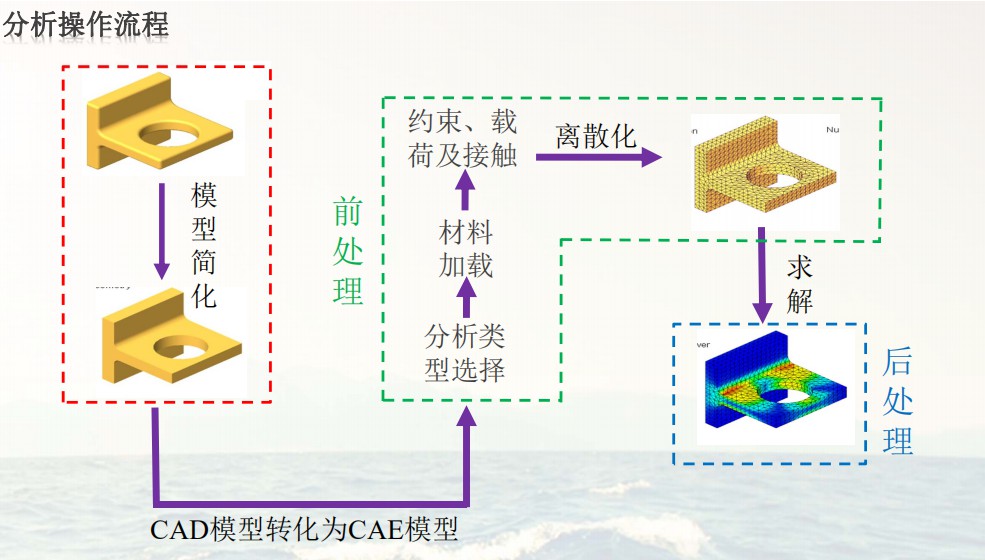 分析操作流程
模
型
简
化
CAD模型转化为CAE模型
前
处
理
分析类
型选择
材料
加载
约束、载
荷及接触
离散化
Nu
求
解
ver
后
处
理